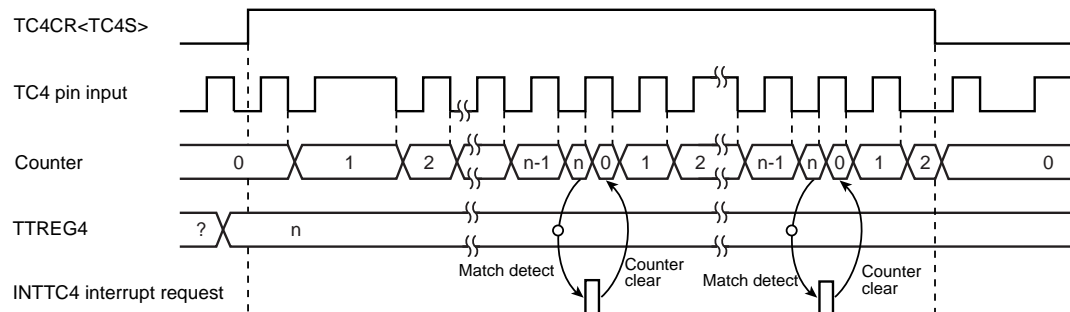 TC4CR<TC4S>
TC4 pin input
Counter
0 1 2 n-1 n 0 1 2 n-1 n 0 1 2 0
TTREG4
? n
Match detect Counter clear Match detect Counter clear
INTTC4 interrupt request